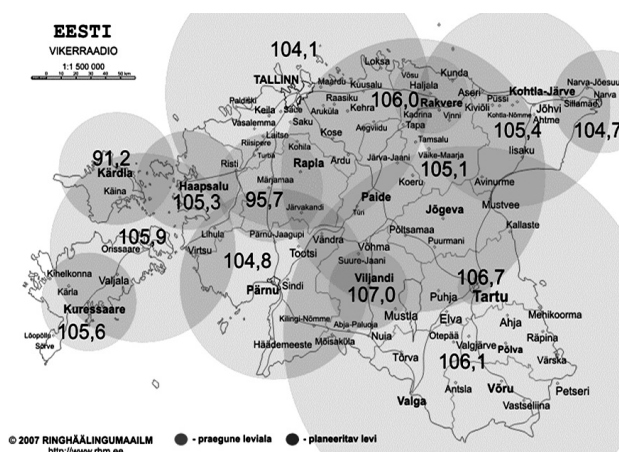 EESTI
VIKERRAADIO
1:1 500 000
104,1
TALLINN
Maardu
Loksa
Kuusalu
Võsu
Haljala
Kunda
Aseri
Kohtla-Järve
Narva-Jõesuu
Narva
Sillamäe
Paldiski
Keila
Saue
Raasiku
Aruküla
Kehra
106,0
Rakvere
Kadrina
Vinni
Kiviõli
Püssi
Kohtla-Nõmme
Jõhvi
Ahtme
104,7
Vasalemma
Saku
Kose
Aegviidu
Tapa
105,4
Iisaku
Riisipere
Laitse
Turba
Kohila
Tamsalu
91,2
Kärdla
Käina
Risti
Rapla
Ardu
Järva-Jaani
Väike-Maarja
105,1
Haapsalu
105,3
Märjamaa
95,7
Järvakandi
Paide
Türi
Koeru
Avinurme
Mustvee
Jõgeva
Kallaste
105,9
Orissaare
Lihula
Virtsu
Pärnu-Jaagupi
Vändra
Põltsamaa
Puurmani
Tootsi
Võhma
Suure-Jaani
Kihelkonna
Valjala
Kärla
104,8
Pärnu
Sindi
Viljandi
107,0
106,7
Puhja
Tartu
Kuressaare
105,6
Lõopõllu
Sõrve
Kilingi-Nõmme
Abja-Paluoja
Mustla
Nuia
Elva
Otepää
Ahja
Mehikoorma
Räpina
Häädemeeste
Mõisaküla
Tõrva
Valgjärve
Põlva
Värska
106,1
Antsla
Võru
Petseri
Valga
Vastseliina
© 2007 RINGHÄÄLINGUMAAILM
- praegune leviala
- planeeritav levi
http://www.rhm.ee